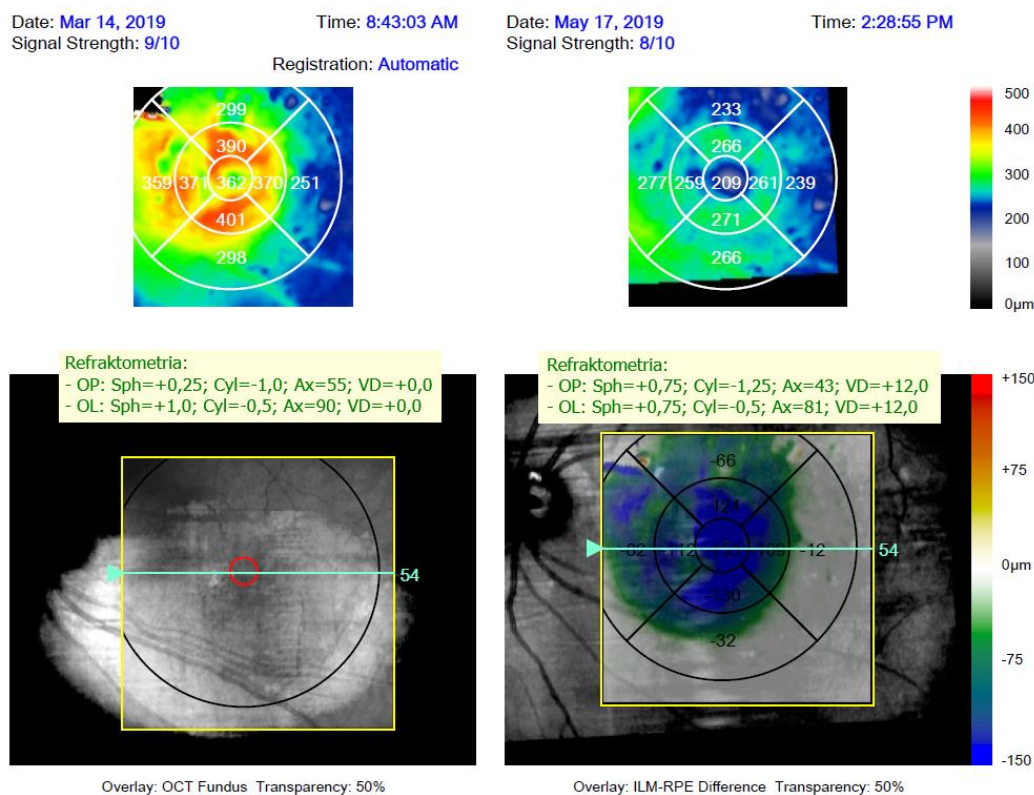 Date: Mar 14, 2019 Time: 8:43:03 AM
Signal Strength: 9/10
Registration: Automatic
299
390
359 371 362 370 251
401
298
Date: May 17, 2019 Time: 2:28:55 PM
Signal Strength: 8/10
233
266
277 259 209 261 239
271
266
500
400
300
200
100
0µm
Refraktometria:
- OP: Sph=+0,25; Cyl=-1,0; Ax=55; VD=+0,0
- OL: Sph=+1,0; Cyl=-0,5; Ax=90; VD=+0,0
54
Overlay: OCT Fundus Transparency: 50%
Refraktometria:
- OP: Sph=+0,75; Cyl=-1,25; Ax=43; VD=+12,0
- OL: Sph=+0,75; Cyl=-0,5; Ax=81; VD=+12,0
-66
-124
-12 54
-130
-32
Overlay: ILM-RPE Difference Transparency: 50%
+150
+75
0µm
-75
-150